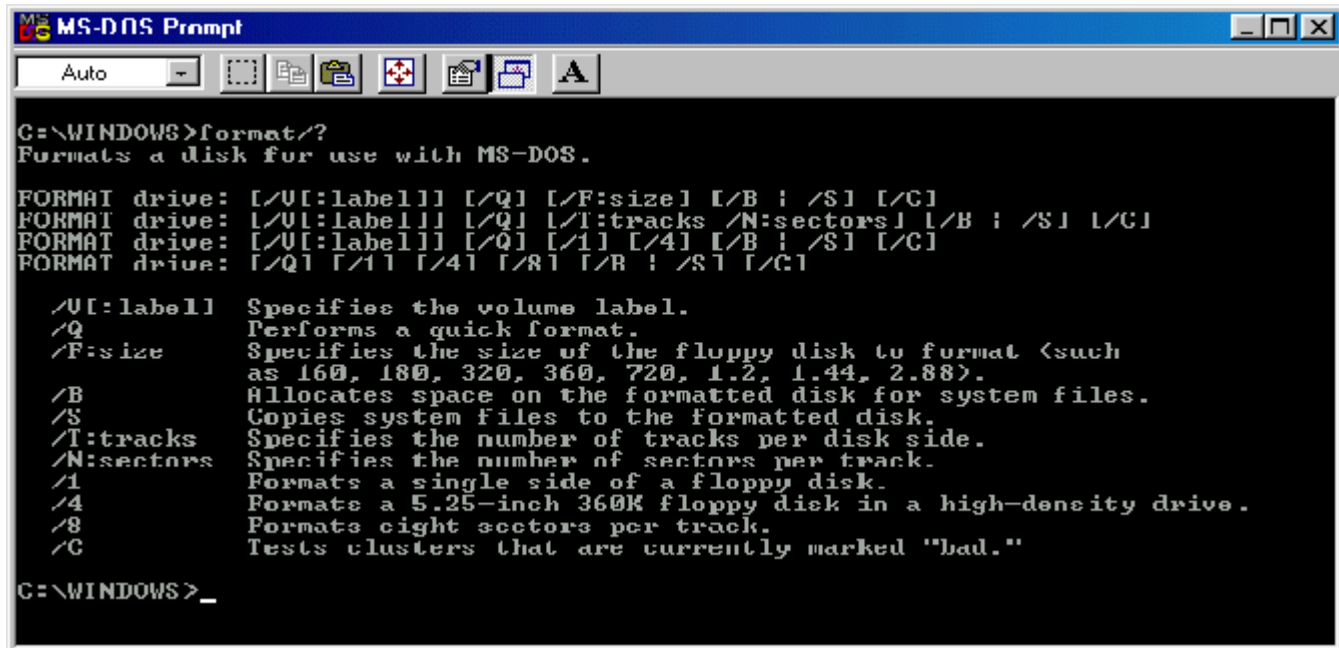 MS-DOS Prompt
Auto
A
C:\WINDOWS>format/?
Formats a disk for use with MS-DOS.
FORMAT drive: [/V[:label]] [/Q] [/F:size] [/B | /S] [/C]
FORMAT drive: [/V[:label]] [/Q] [/T:tracks /N:sectors] [/B | /S] [/C]
FORMAT drive: [/V[:label]] [/Q] [/1] [/4] [/B | /S] [/C]
FORMAT drive: [/Q] [/1] [/4] [/8] [/B | /S] [/C]
/V[:label] Specifies the volume label.
/Q Performs a quick format.
/F:size Specifies the size of the floppy disk to format (such
as 160, 180, 320, 360, 720, 1.2, 1.44, 2.88).
/B Allocates space on the formatted disk for system files.
/S Copies system files to the formatted disk.
/T:tracks Specifies the number of tracks per disk side.
/N:sectors Specifies the number of sectors per track.
/1 Formats a single side of a floppy disk.
/4 Formats a 5.25-inch 360K floppy disk in a high-density drive.
/8 Formats eight sectors per track.
/C Tests clusters that are currently marked "bad."
C:\WINDOWS>_